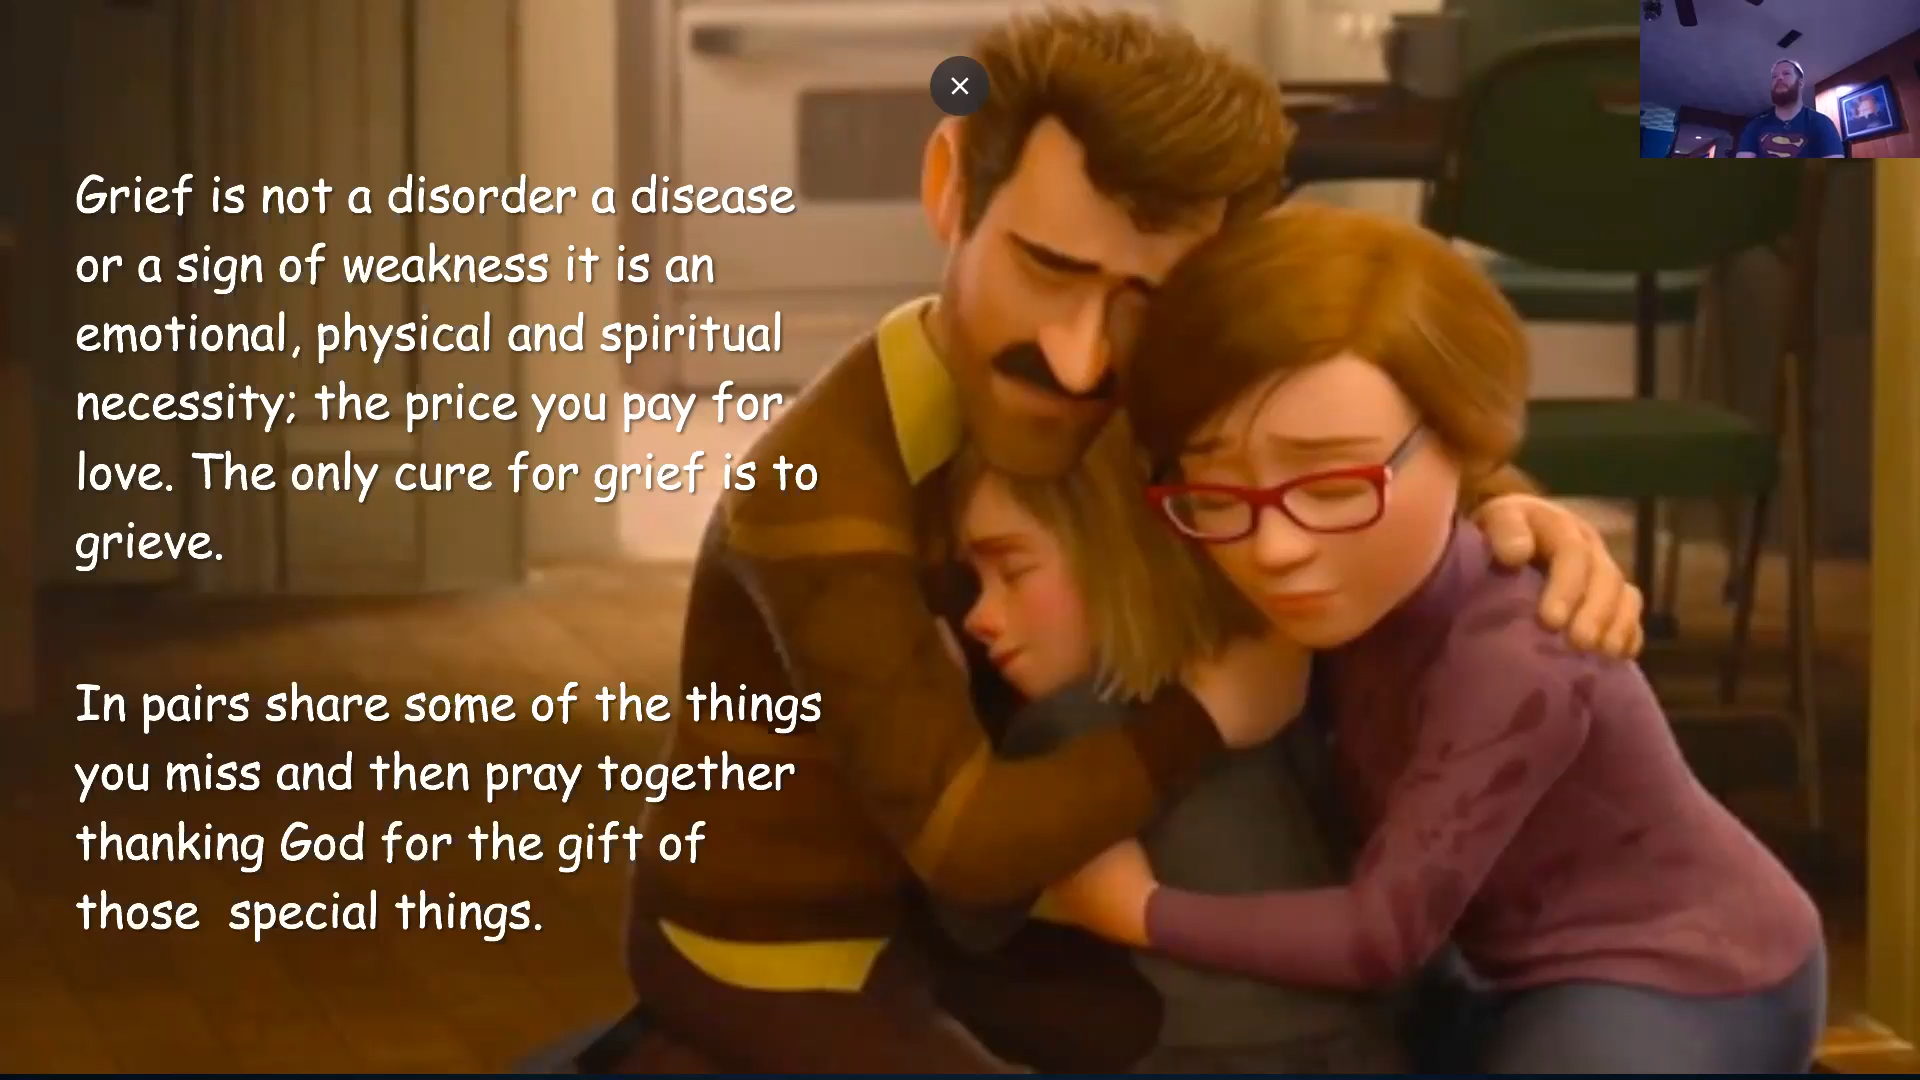 Grief is not a disorder a disease
or a sign of weakness it is an
emotional, physical and spiritual
necessity; the price you pay for
love. The only cure for grief is to
grieve.
In pairs share some of the things
you miss and then pray together
thanking God for the gift of
those  special things.